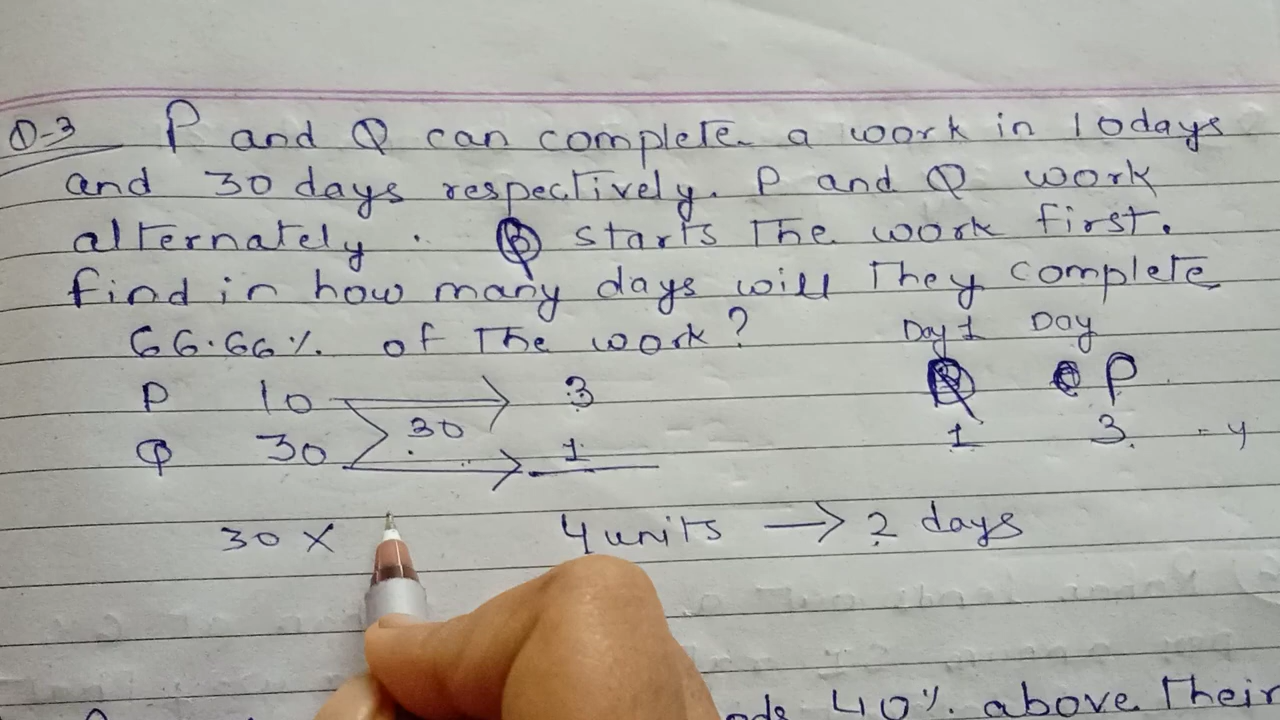 Q-3 P and Q can complete a work in 10days
and 30 days respectively. P and Q work
alternately. Q starts the work first.
Find in how many days will they complete
66.66% of the work?
Day 1 Day
P 10 3 Q P
Q 30 30 1 1 3 - 4
30 X 4 units → 2 days
40% above their